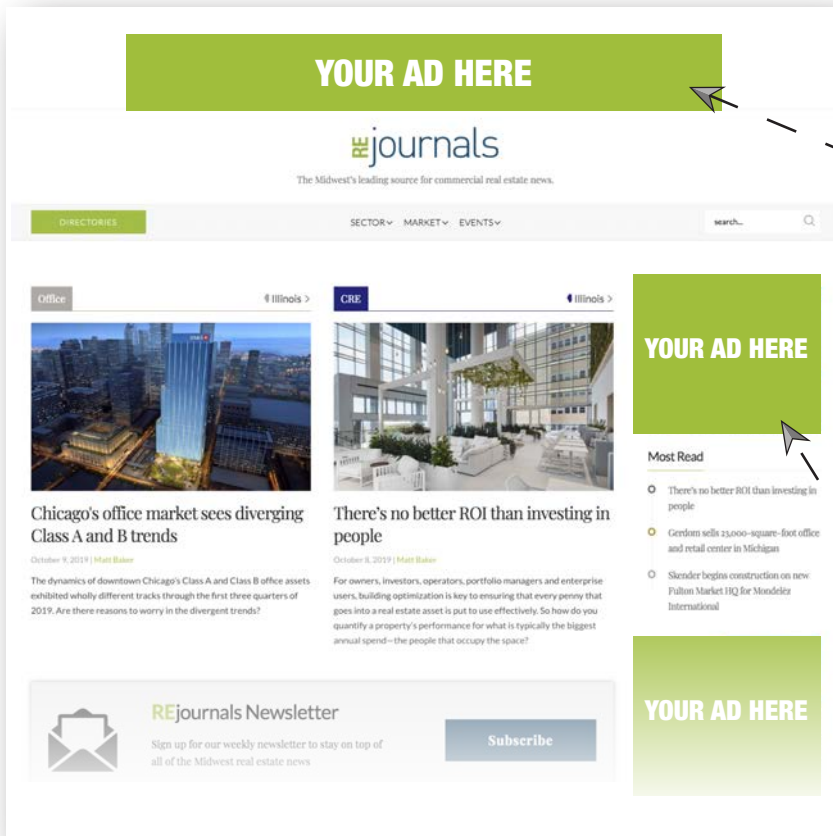 YOUR AD HERE
REjournals
The Midwest's leading source for commercial real estate news.
DIRECTORIES
SECTOR MARKET EVENTS
search...
Office
Illinois >
CRE
Illinois >
YOUR AD HERE
Chicago's office market sees diverging
Class A and B trends
October 9, 2019 | Matt Baker
The dynamics of downtown Chicago's Class A and Class B office assets
exhibited wholly different tracks through the first three quarters of
2019. Are there reasons to worry in the divergent trends?
There's no better ROI than investing in
people
October 8, 2019 | Matt Baker
For owners, investors, operators, portfolio managers and enterprise
users, building optimization is key to ensuring that every penny that
goes into a real estate asset is put to use effectively. So how do you
quantify a property's performance for what is typically the biggest
annual spend—the people that occupy the space?
Most Read
There's no better ROI than investing in
people
Gerdom sells 23,000-square-foot office
and retail center in Michigan
Skender begins construction on new
Fulton Market HQ for Mondelēz
International
REjournals Newsletter
Sign up for our weekly newsletter to stay on top of
all of the Midwest real estate news
Subscribe
YOUR AD HERE